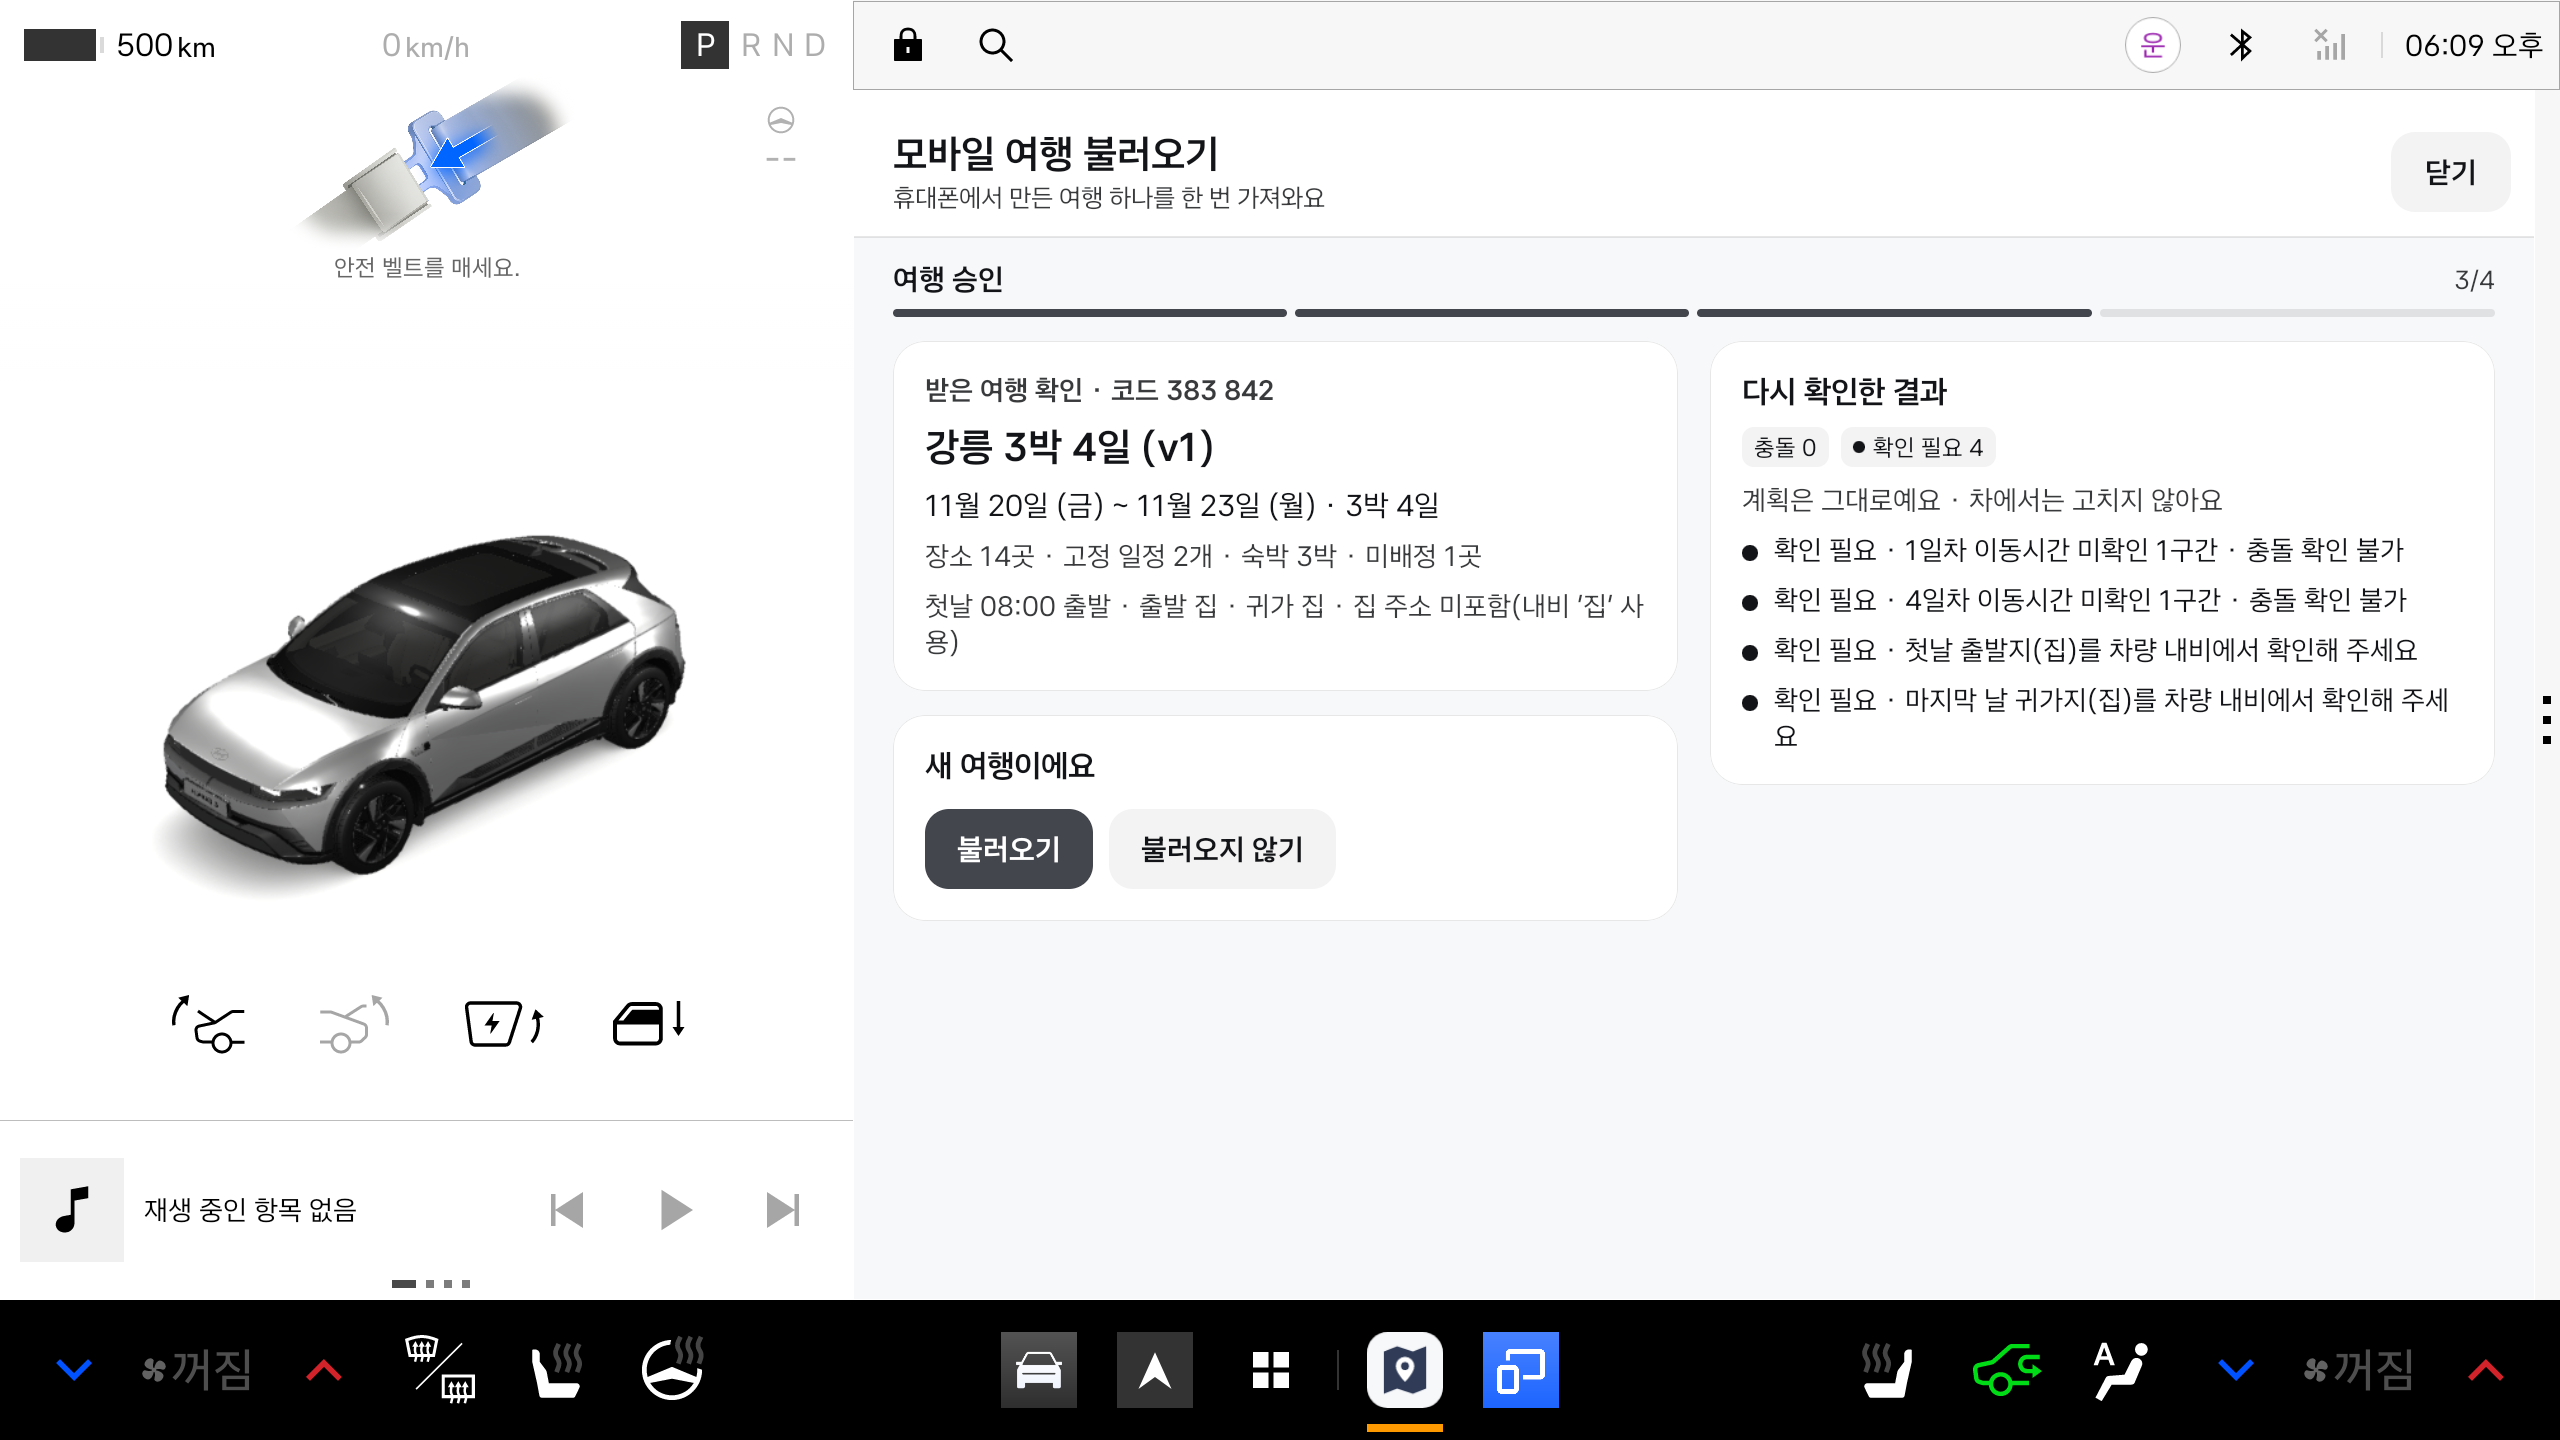 500 km
0 km/h
P R N D
운
06:09 오후
안전 벨트를 매세요.
모바일 여행 불러오기
휴대폰에서 만든 여행 하나를 한 번 가져와요
닫기
여행 승인
3/4
받은 여행 확인 · 코드 383 842
강릉 3박 4일 (v1)
11월 20일 (금) ~ 11월 23일 (월) · 3박 4일
장소 14곳 · 고정 일정 2개 · 숙박 3박 · 미배정 1곳
첫날 08:00 출발 · 출발 집 · 귀가 집 · 집 주소 미포함(내비 '집' 사
용)
새 여행이에요
불러오기
불러오지 않기
다시 확인한 결과
충돌 0
확인 필요 4
계획은 그대로예요 · 차에서는 고치지 않아요
확인 필요 · 1일차 이동시간 미확인 1구간 · 충돌 확인 불가
확인 필요 · 4일차 이동시간 미확인 1구간 · 충돌 확인 불가
확인 필요 · 첫날 출발지(집)를 차량 내비에서 확인해 주세요
확인 필요 · 마지막 날 귀가지(집)를 차량 내비에서 확인해 주세
요
재생 중인 항목 없음
꺼짐
A
꺼짐